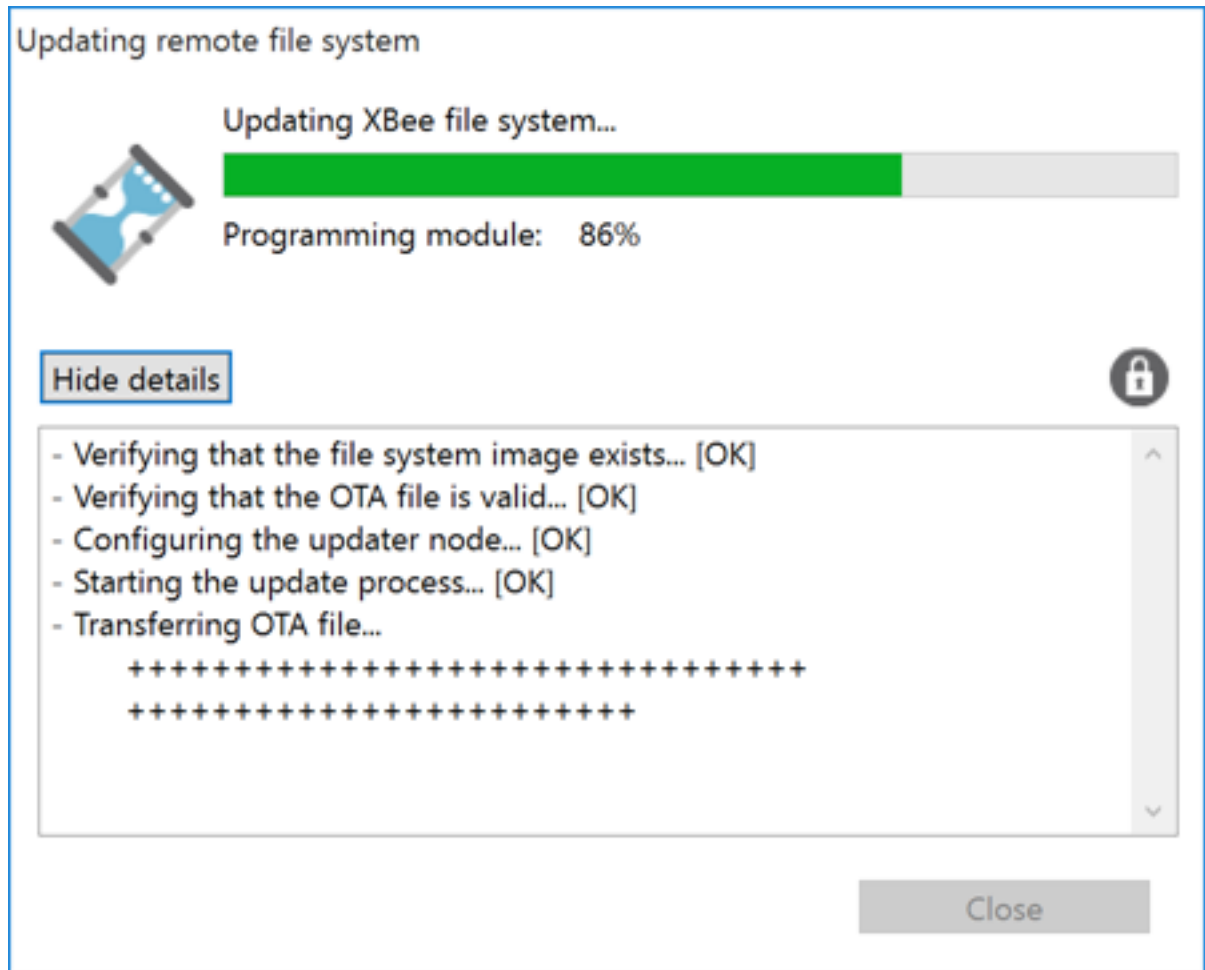 Updating remote file system
Updating XBee file system...
Programming module: 86%
Hide details
- Verifying that the file system image exists... [OK]
- Verifying that the OTA file is valid... [OK]
- Configuring the updater node... [OK]
- Starting the update process... [OK]
- Transferring OTA file...
++++++++++++++++++++++++++++++++
++++++++++++++++++++++++
Close